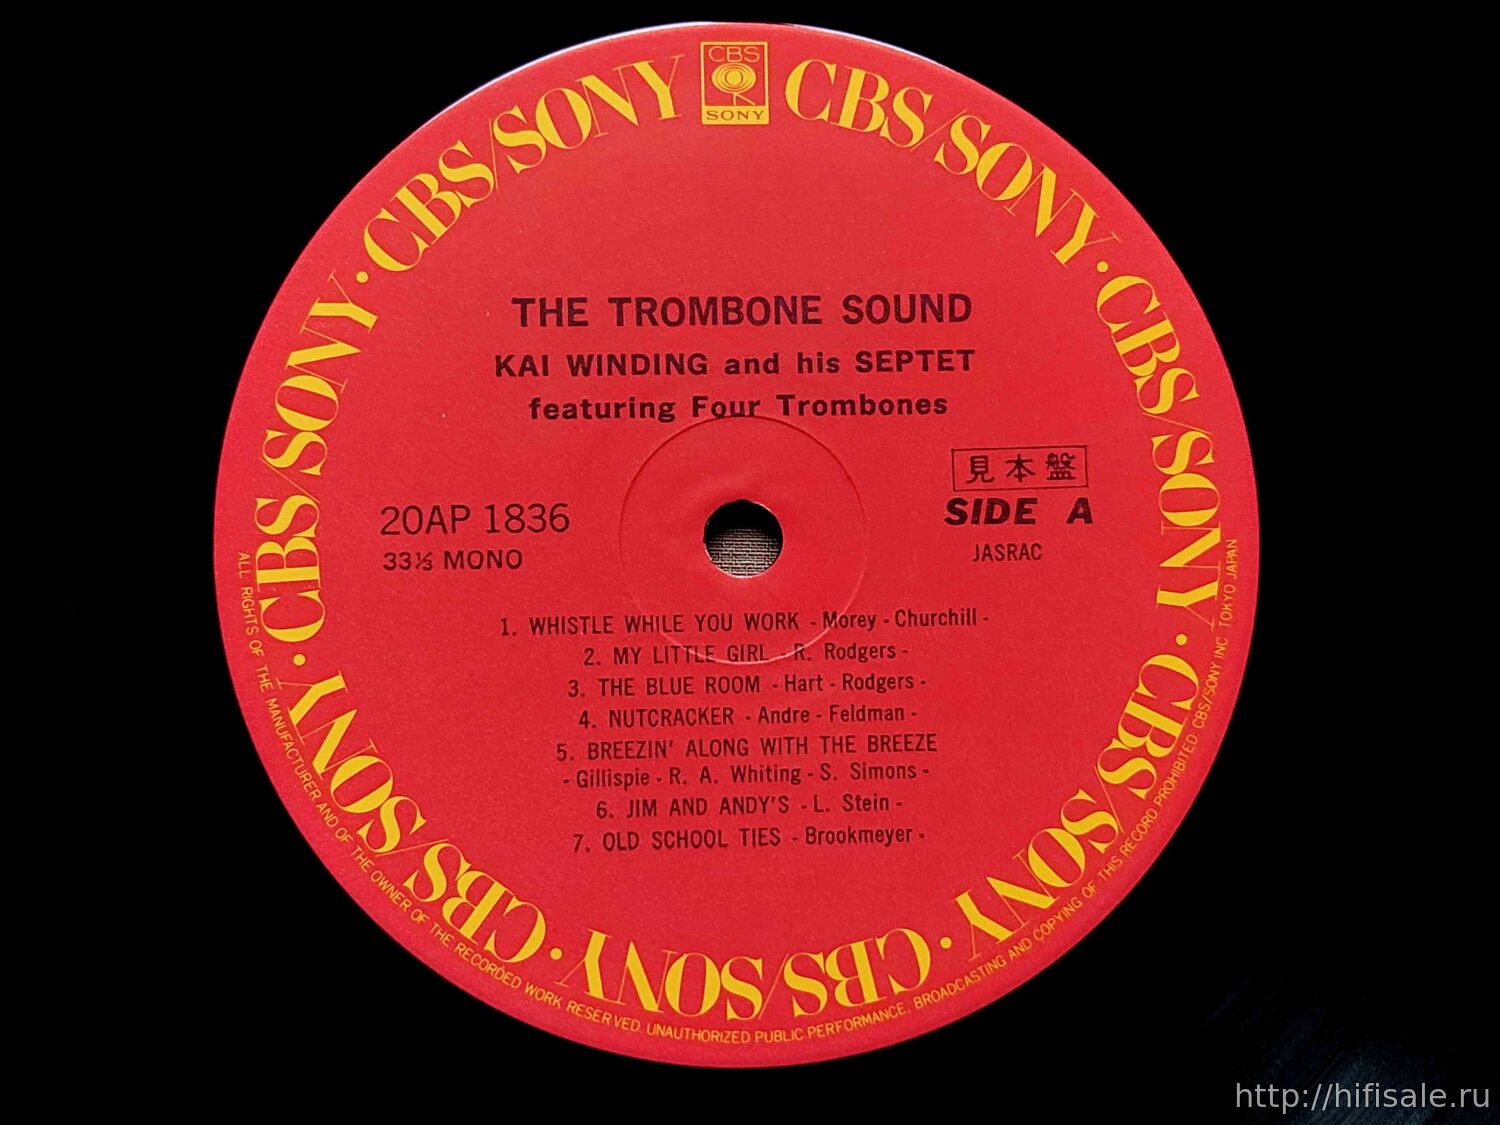 CBS
SONY
CBS/SONY · CBS/SONY · CBS/SONY · CBS/SONY · CBS/SONY · CBS/SONY · CBS/SONY · CBS/SONY
THE TROMBONE SOUND
KAI WINDING and his SEPTET
featuring Four Trombones
見本盤
20AP 1836
SIDE A
33⅓ MONO
JASRAC
1. WHISTLE WHILE YOU WORK - Morey - Churchill -
2. MY LITTLE GIRL - R. Rodgers -
3. THE BLUE ROOM - Hart - Rodgers -
4. NUTCRACKER - Andre - Feldman -
5. BREEZIN' ALONG WITH THE BREEZE
- Gillispie - R. A. Whiting - S. Simons -
6. JIM AND ANDY'S - L. Stein -
7. OLD SCHOOL TIES - Brookmeyer -
ALL RIGHTS OF THE MANUFACTURER AND OF THE OWNER OF THE RECORDED WORK RESERVED. UNAUTHORIZED PUBLIC PERFORMANCE, BROADCASTING AND COPYING OF THIS RECORD PROHIBITED. CBS/SONY INC. TOKYO JAPAN
http://hifisale.ru